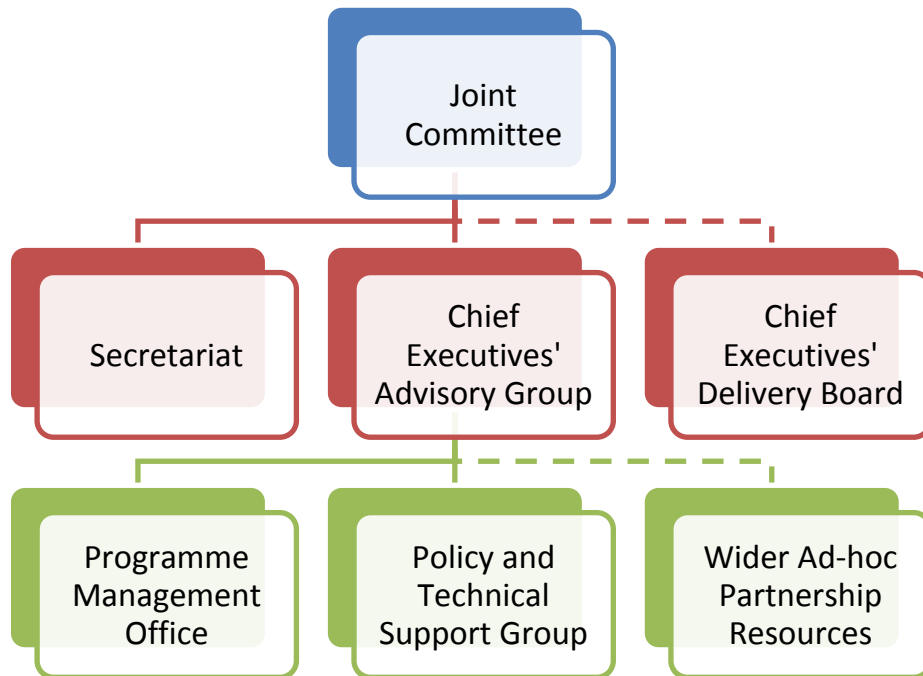 Joint
Committee
Secretariat
Chief
Executives'
Advisory Group
Chief
Executives'
Delivery Board
Programme
Management
Office
Policy and
Technical
Support Group
Wider Ad-hoc
Partnership
Resources